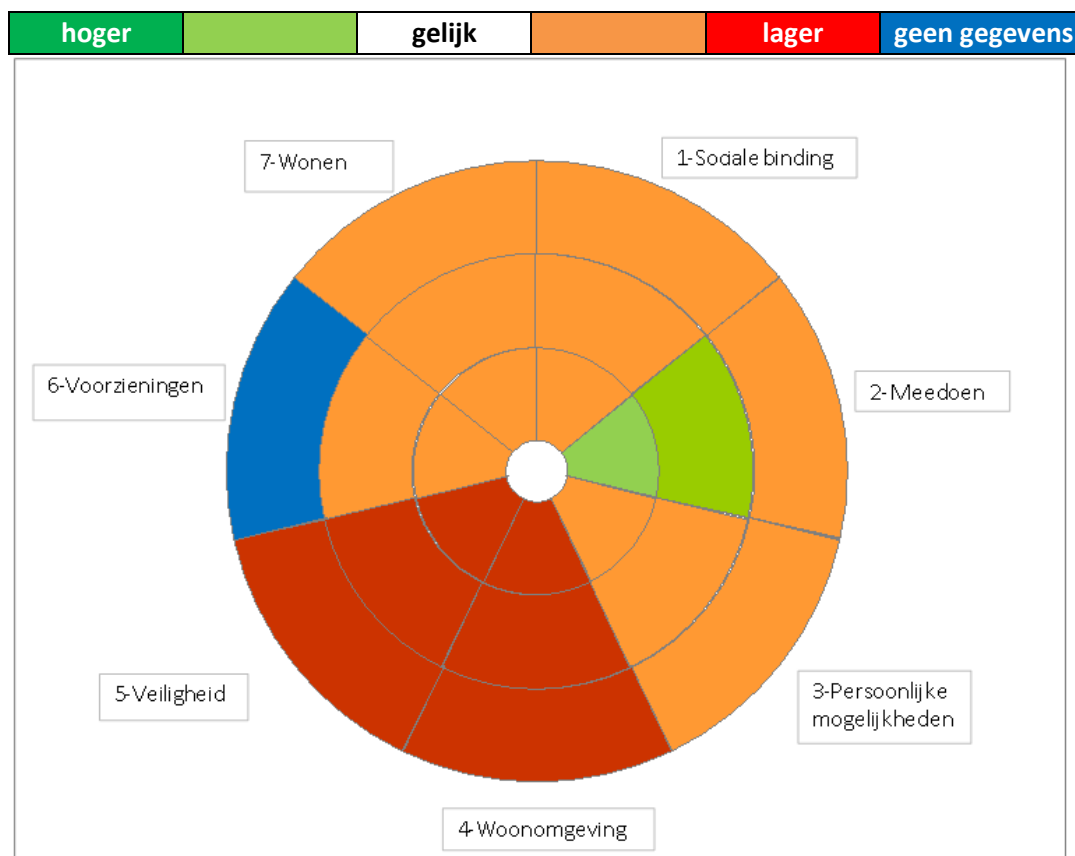 hoger gelijk lager geen gegevens
7-Wonen
1-Sociale binding
6-Voorzieningen
2-Meedoen
5-Veiligheid
3-Persoonlijke
mogelijkheden
4-Woonomgeving